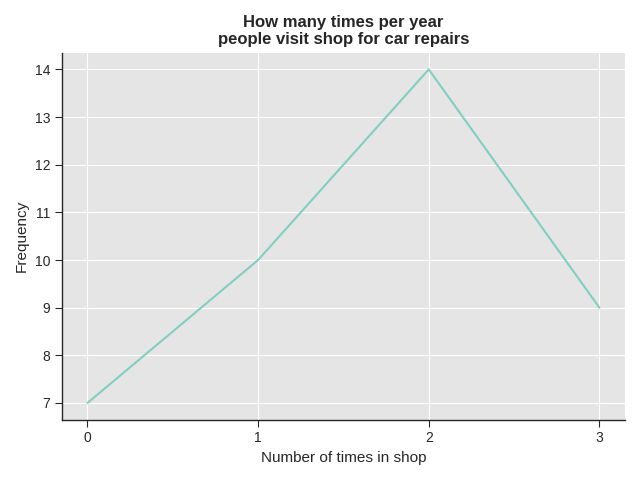 How many times per year
people visit shop for car repairs
14
13
12
11
10
9
8
7
Frequency
0 1 2 3
Number of times in shop